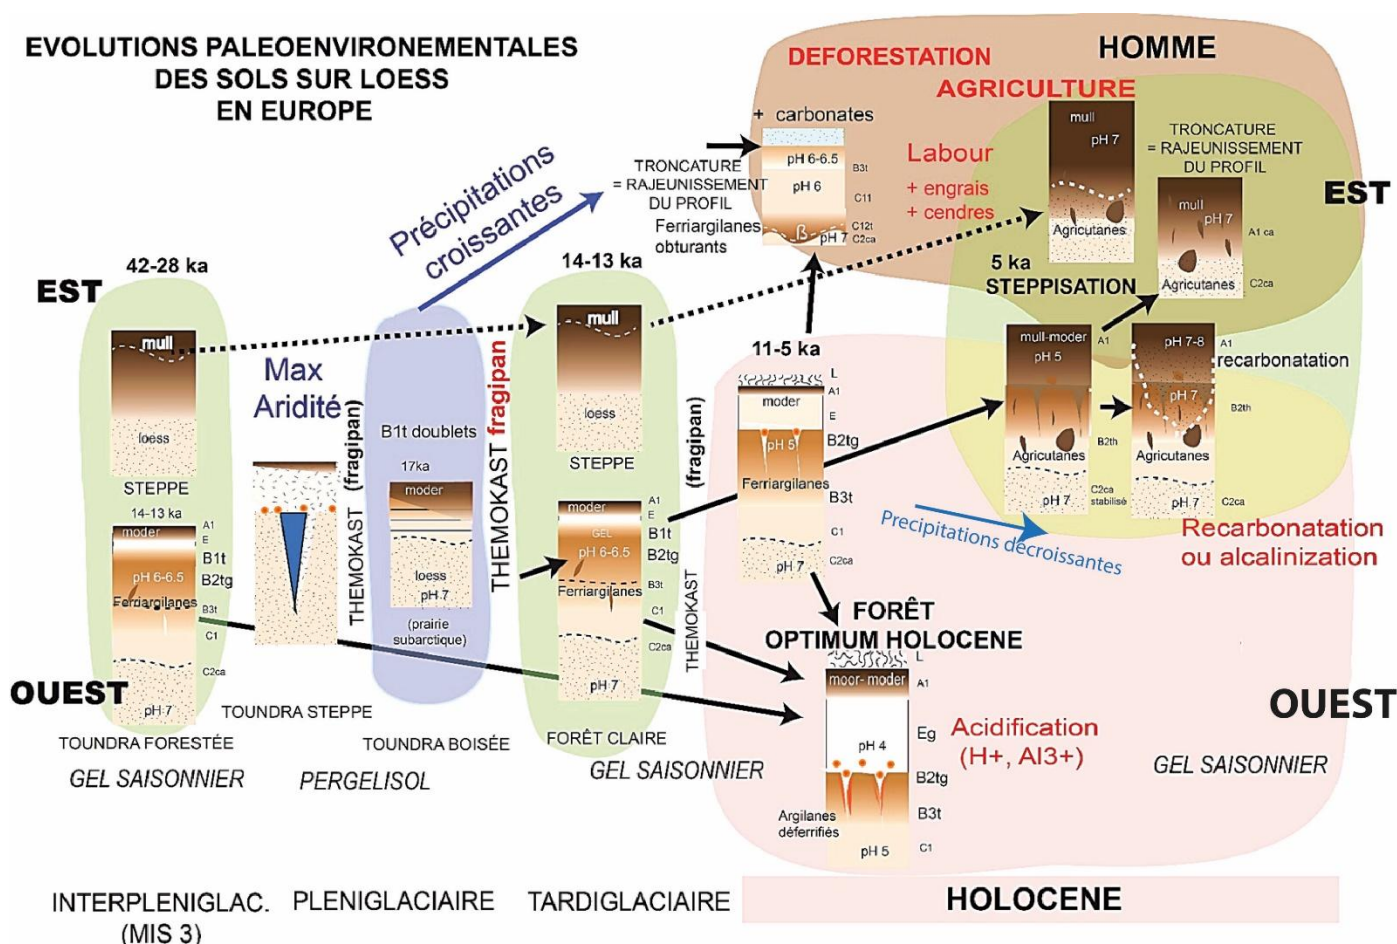 EVOLUTIONS PALEOENVIRONEMENTALES
DES SOLS SUR LOESS
EN EUROPE
EST
42-28 ka
mull
loess
STEPPE
14-13 ka
moder
A1
E
B1t
pH 6-6.5
B2tg
Ferriargilanes
B3t
C1
C2ca
pH 7
OUEST
TOUNDRA FORESTÉE
GEL SAISONNIER
Max
Aridité
TOUNDRA STEPPE
PERGELISOL
THEMOKAST (fragipan)
Précipitations
croissantes
B1t doublets
17ka
moder
loess
pH 7
(prairie
subarctique)
TOUNDRA BOISÉE
THEMOKAST fragipan
14-13 ka
mull
loess
STEPPE
moder
A1
E
GEL
B1t
pH 6-6.5
B2tg
Ferriargilanes
B3t
C1
C2ca
pH 7
FORÊT CLAIRE
GEL SAISONNIER
THEMOKAST
(fragipan)
DEFORESTATION
HOMME
AGRICULTURE
+ carbonates
TRONCATURE
= RAJEUNISSEMENT
DU PROFIL
pH 6-6.5
B3t
pH 6
C11
Ferriargilanes
obturants
ß
C12t
pH 7
C2ca
Labour
+ engrais
+ cendres
mull
pH 7
Agricutanes
TRONCATURE
= RAJEUNISSEMENT
DU PROFIL
EST
mull
pH 7
A1 ca
Agricutanes
C2ca
5 ka
STEPPISATION
11-5 ka
L
A1
moder
E
B2tg
pH 5
Ferriargilanes
B3t
C1
C2ca
pH 7
mull-moder
A1
pH 5
Agricutanes
B2th
pH 7
C2ca
stabilisé
pH 7-8
A1
recarbonatation
pH 7
B2th
Agricutanes
pH 7
C2ca
Precipitations décroissantes
Recarbonatation
ou alcalinization
FORÊT
OPTIMUM HOLOCENE
L
moor- moder
A1
Eg
pH 4
Acidification
(H+, Al3+)
B2tg
Argilanes
déferrifiés
B3t
pH 5
C1
OUEST
GEL SAISONNIER
INTERPLENIGLAC.
(MIS 3)
PLENIGLACIAIRE
TARDIGLACIAIRE
HOLOCENE